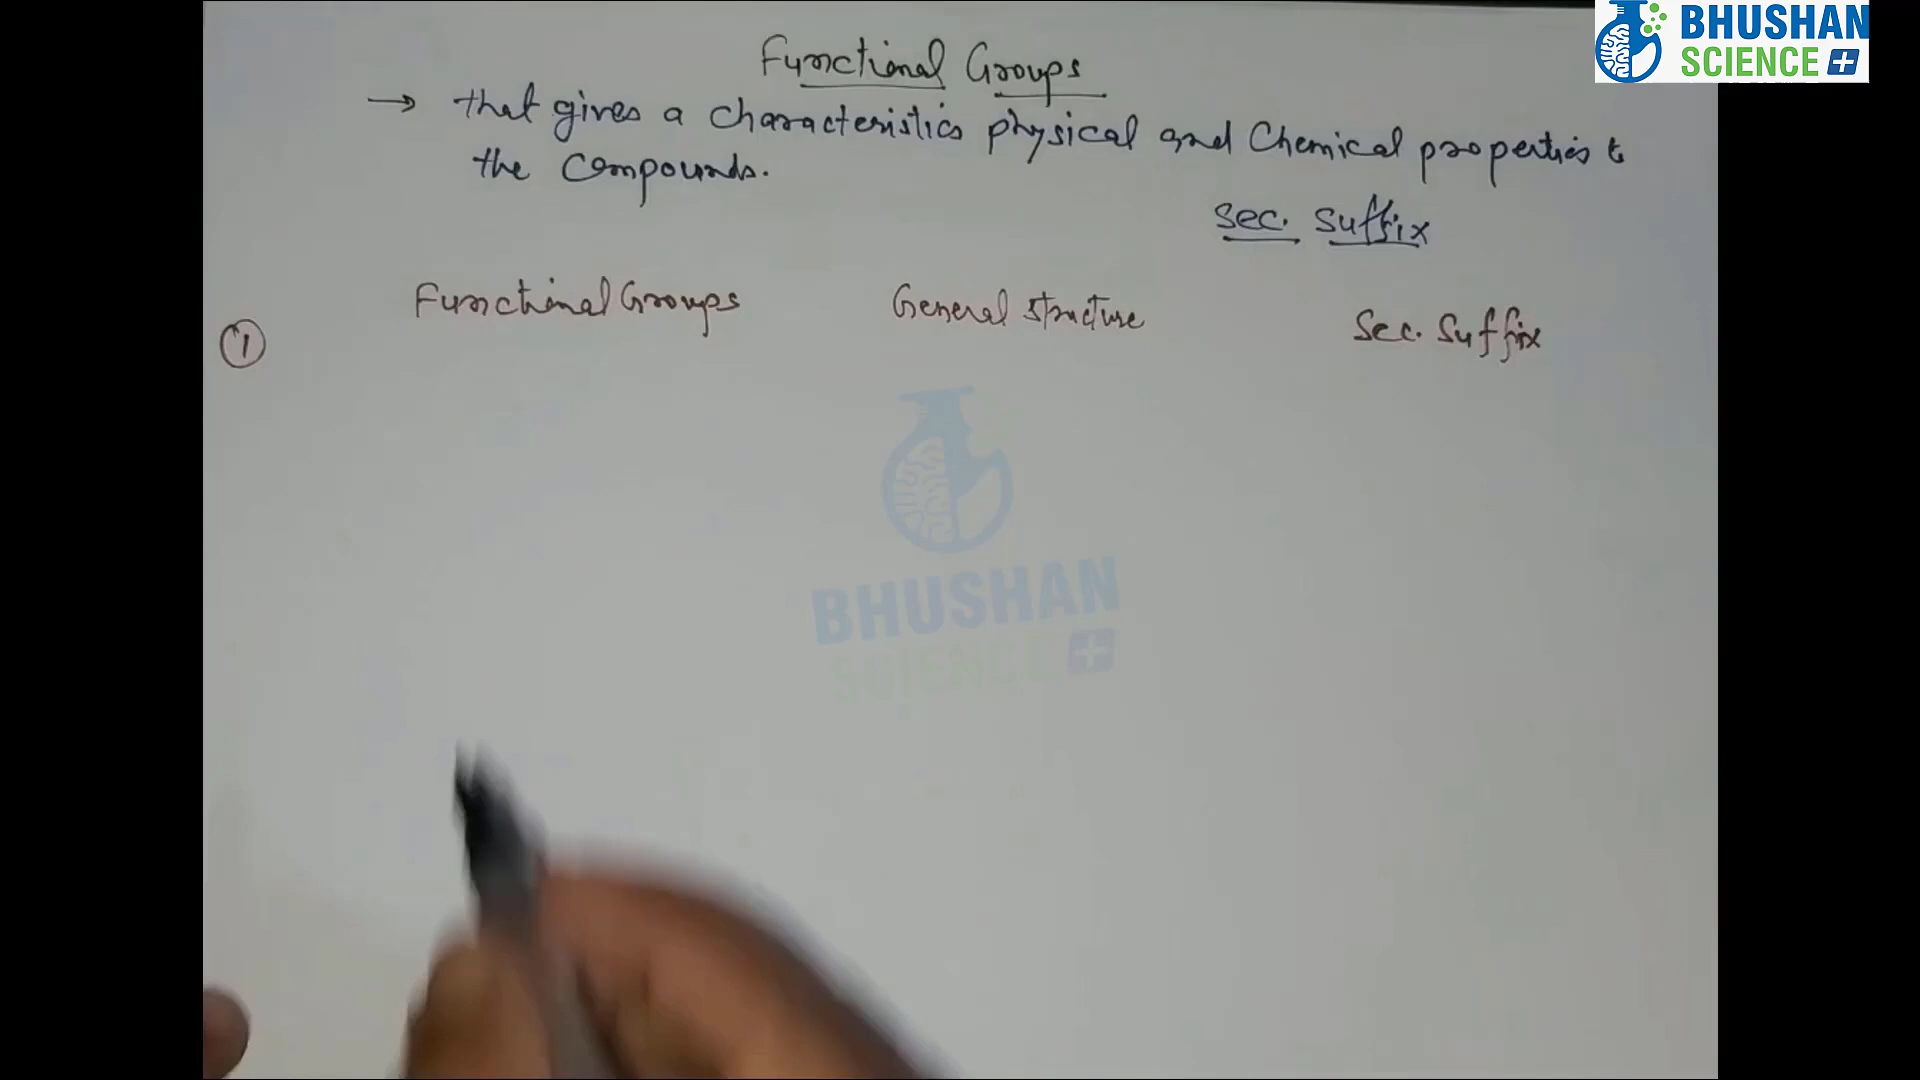 BHUSHAN
SCIENCE +
Functional Groups
→ that gives a characteristics physical and Chemical properties to
the compounds.
Sec. Suffix
Functional Groups General Structure Sec. Suffix
1
BHUSHAN
SCIENCE +